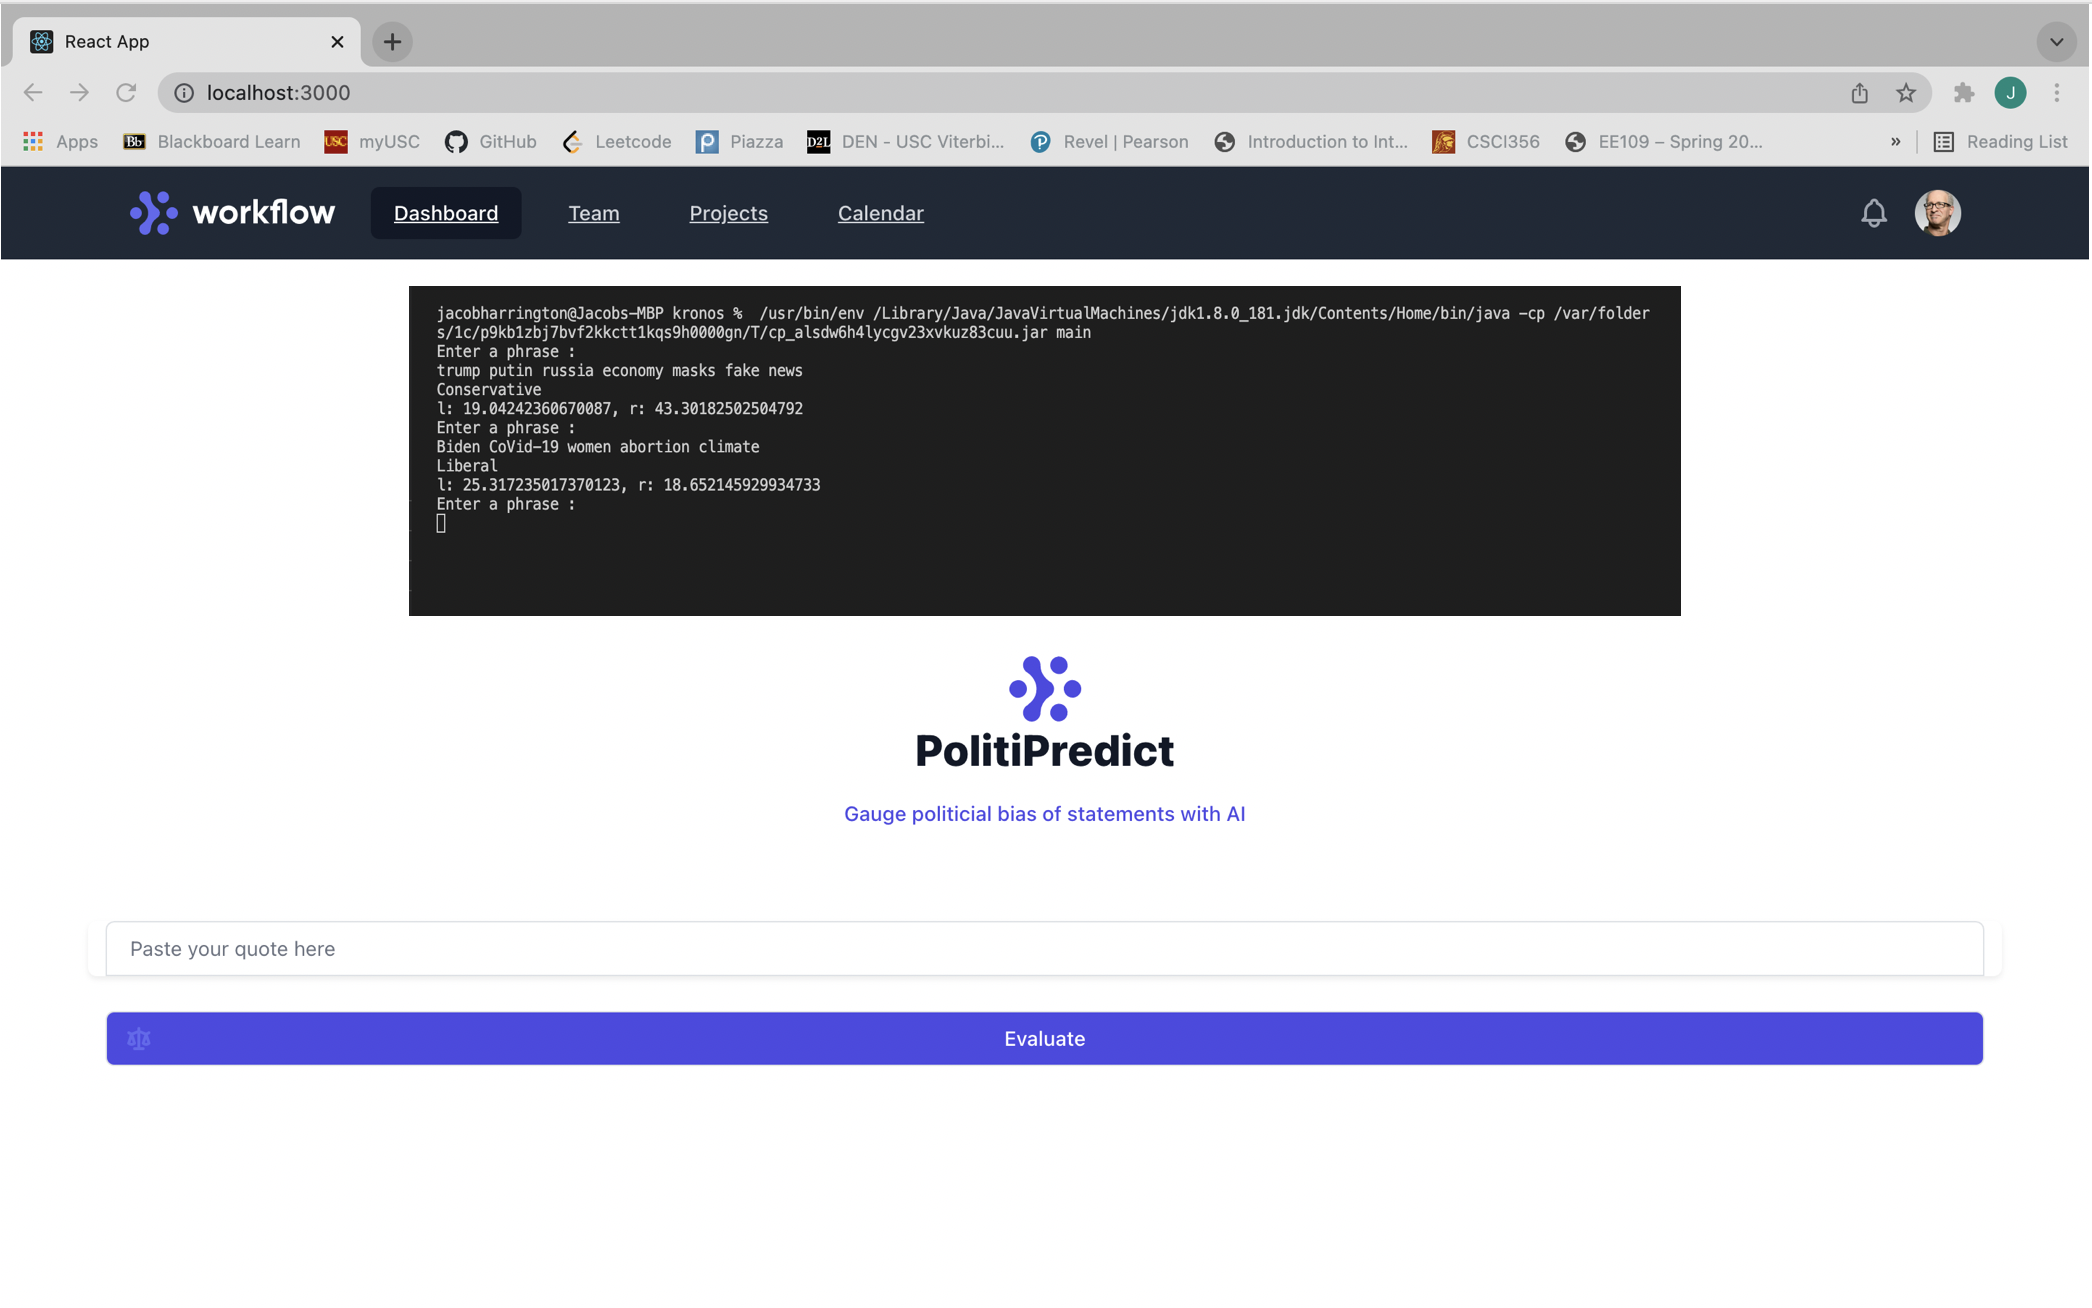 React App
localhost:3000
J
Apps Bb Blackboard Learn USC myUSC GitHub Leetcode Piazza D2L DEN - USC Viterbi... Revel | Pearson Introduction to Int... CSCI356 EE109 – Spring 20... » Reading List
workflow Dashboard Team Projects Calendar
jacobharrington@Jacobs-MBP kronos % /usr/bin/env /Library/Java/JavaVirtualMachines/jdk1.8.0_181.jdk/Contents/Home/bin/java -cp /var/folder
s/1c/p9kb1zbj7bvf2kkctt1kqs9h0000gn/T/cp_alsdw6h4lycgv23xvkuz83cuu.jar main
Enter a phrase :
trump putin russia economy masks fake news
Conservative
l: 19.04242360670087, r: 43.30182502504792
Enter a phrase :
Biden CoVid-19 women abortion climate
Liberal
l: 25.317235017370123, r: 18.652145929934733
Enter a phrase :
PolitiPredict
Gauge politicial bias of statements with AI
Paste your quote here
Evaluate